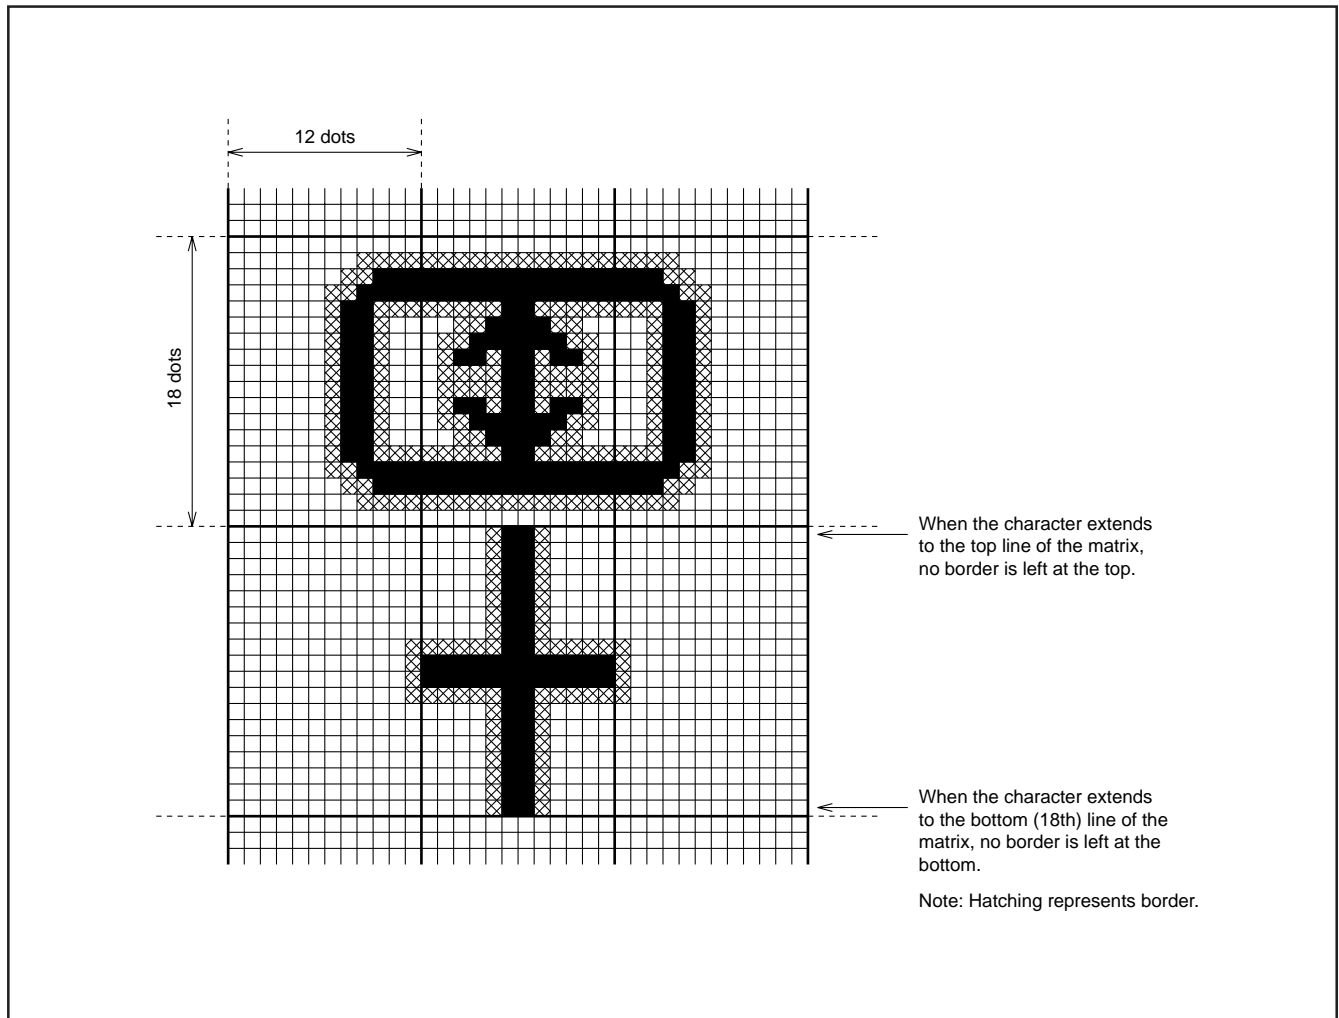 12 dots
18 dots
When the character extends
to the top line of the matrix,
no border is left at the top.
When the character extends
to the bottom (18th) line of the
matrix, no border is left at the
bottom.
Note: Hatching represents border.